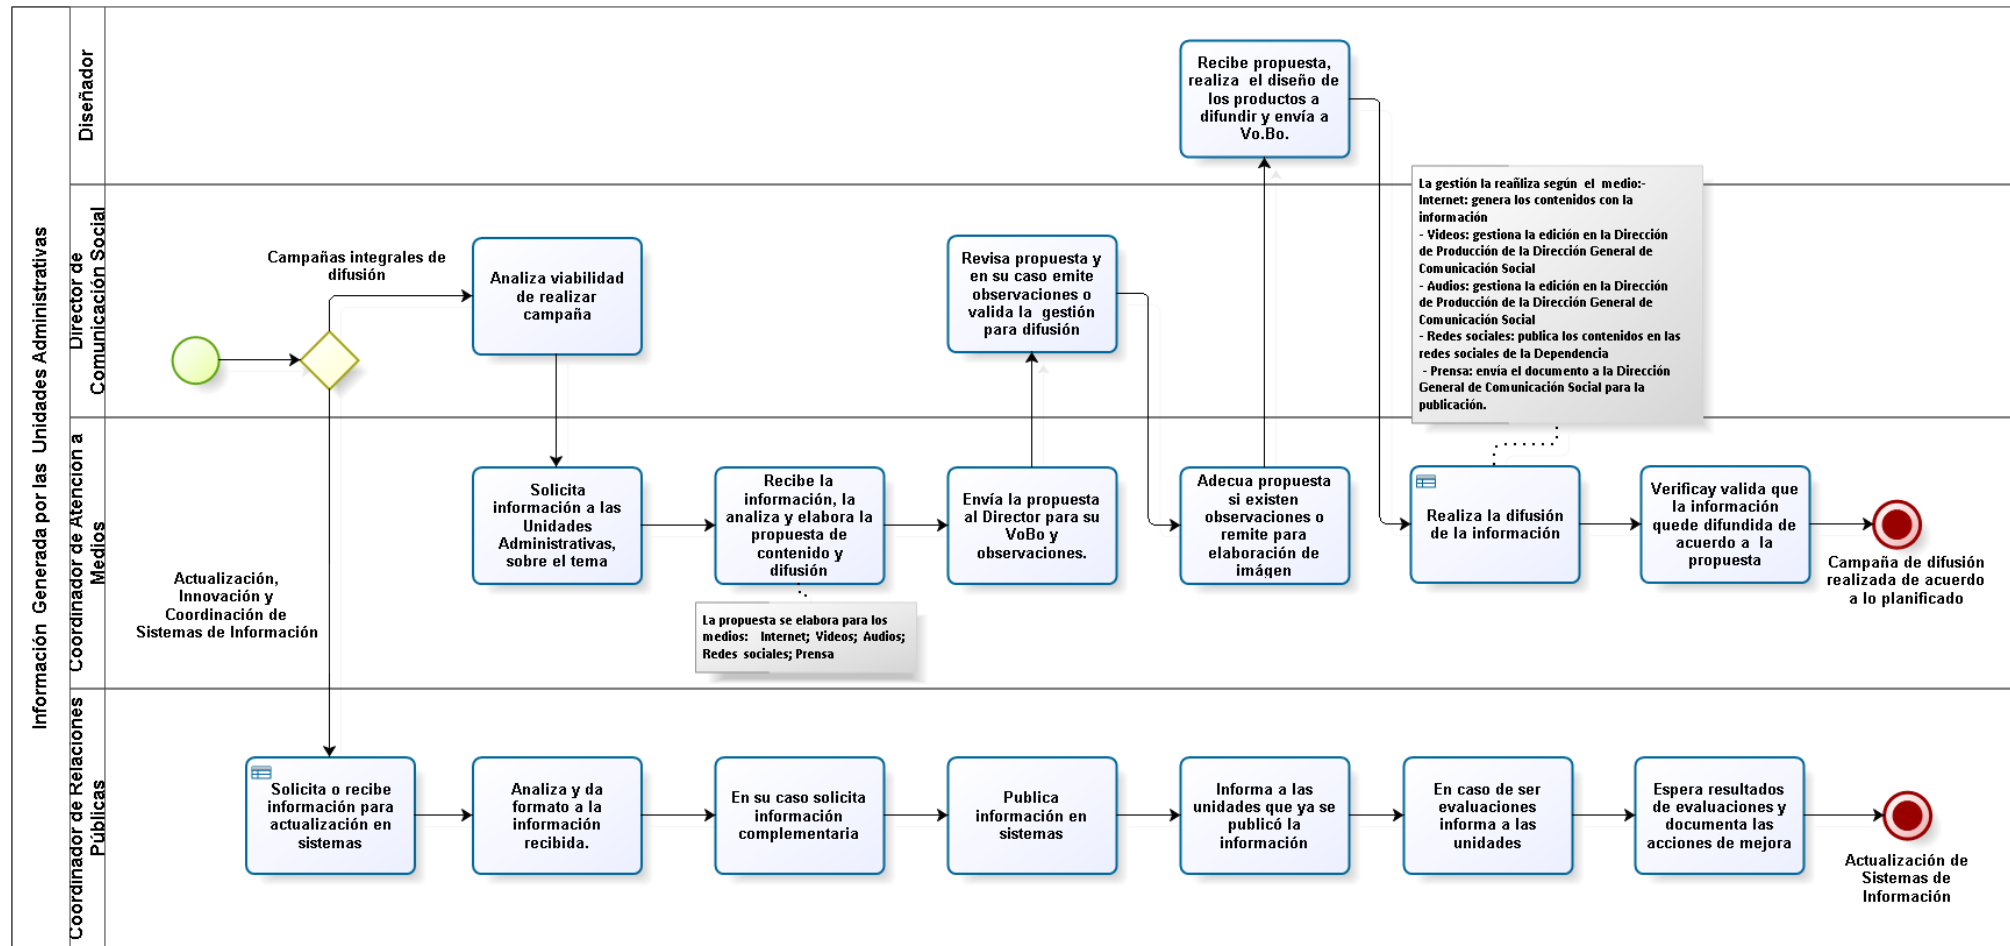 Información  Generada por las  Unidades Administrativas
Diseñador
Recibe propuesta,
realiza  el diseño de
los productos a
difundir y envía a
Vo.Bo.
Director de
Comunicación Social
Campañas integrales de
difusión
Analiza viabilidad
de realizar
campaña
Revisa propuesta y
en su caso emite
observaciones o
valida la  gestión
para difusión
La gestión la reañliza según  el  medio:-
Internet: genera los contenidos con la
información
- Videos: gestiona la edición en la Dirección
de Producción de la Dirección General de
Comunicación Social
- Audios: gestiona la edición en la Dirección
de Producción de la Dirección General de
Comunicación Social
- Redes sociales: publica los contenidos en las
redes sociales de la Dependencia
- Prensa: envía el documento a la Dirección
General de Comunicación Social para la
publicación.
Coordinador de Atención a
Medios
Actualización,
Innovación y
Coordinación de
Sistemas de Información
Solicita
información a las
Unidades
Administrativas,
sobre el tema
Recibe la
información, la
analiza y elabora la
propuesta de
contenido y
difusión
La propuesta se elabora para los
medios:   Internet;  Videos;  Audios;
Redes  sociales; Prensa
Envía la propuesta
al Director para su
VoBo y
observaciones.
Adecua propuesta
si existen
observaciones o
remite para
elaboración de
imágen
Realiza la difusión
de la información
Verificay valida que
la información
quede difundida de
acuerdo a  la
propuesta
Campaña de difusión
realizada de acuerdo
a lo planificado
Coordinador de Relaciones
Públicas
Solicita o recibe
información para
actualización en
sistemas
Analiza y da
formato a la
información
recibida.
En su caso solicita
información
complementaria
Publica
información en
sistemas
Informa a las
unidades que ya se
publicó la
información
En caso de ser
evaluaciones
informa a las
unidades
Espera resultados
de evaluaciones y
documenta las
acciones de mejora
Actualización de
Sistemas de
Información